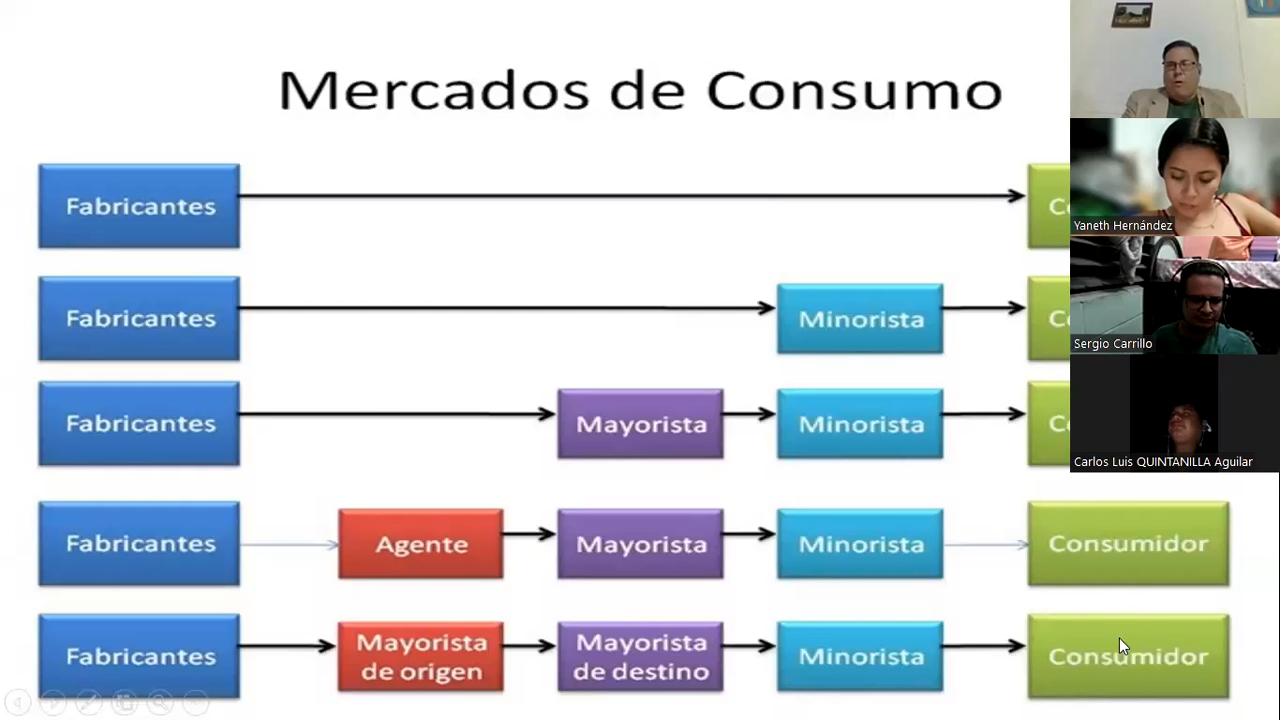 Mercados de Consumo
Fabricantes
Fabricantes
Minorista
Fabricantes
Mayorista
Minorista
Fabricantes
Agente
Mayorista
Minorista
Consumidor
Fabricantes
Mayorista
de origen
Mayorista
de destino
Minorista
Consumidor
Yaneth Hernández
Sergio Carrillo
Carlos Luis QUINTANILLA Aguilar